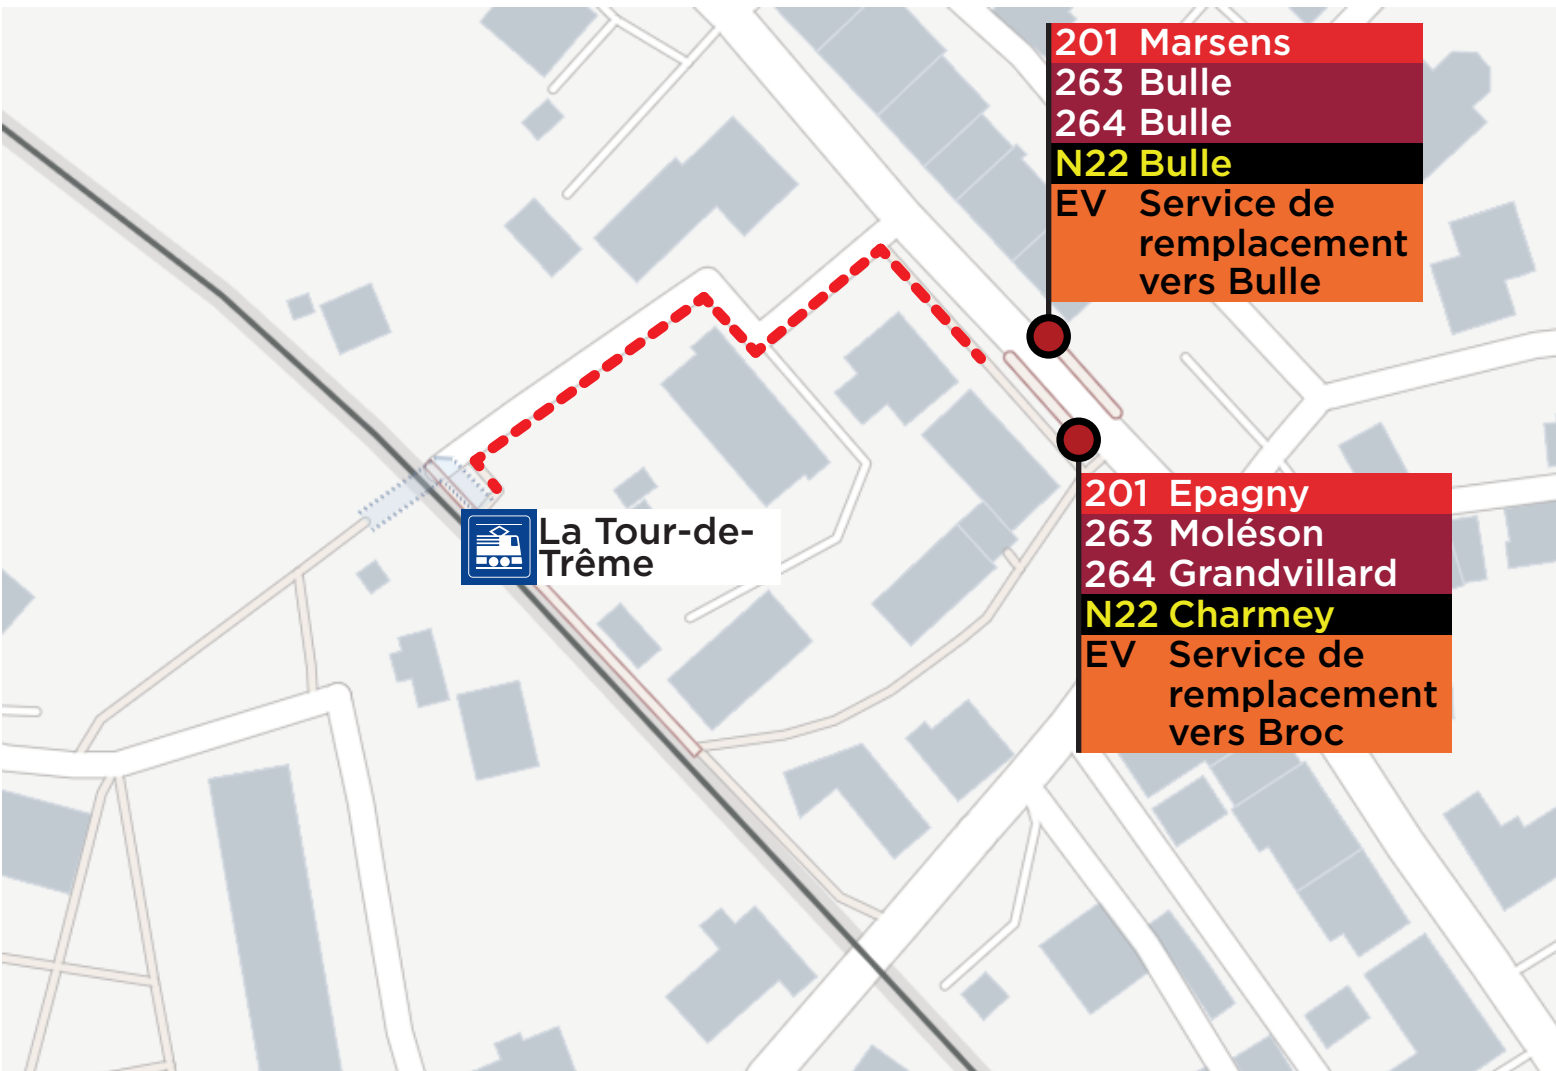 201 Marsens
263 Bulle
264 Bulle
N22 Bulle
EV Service de
remplacement
vers Bulle
La Tour-de-
Trême
201 Epagny
263 Moléson
264 Grandvillard
N22 Charmey
EV Service de
remplacement
vers Broc